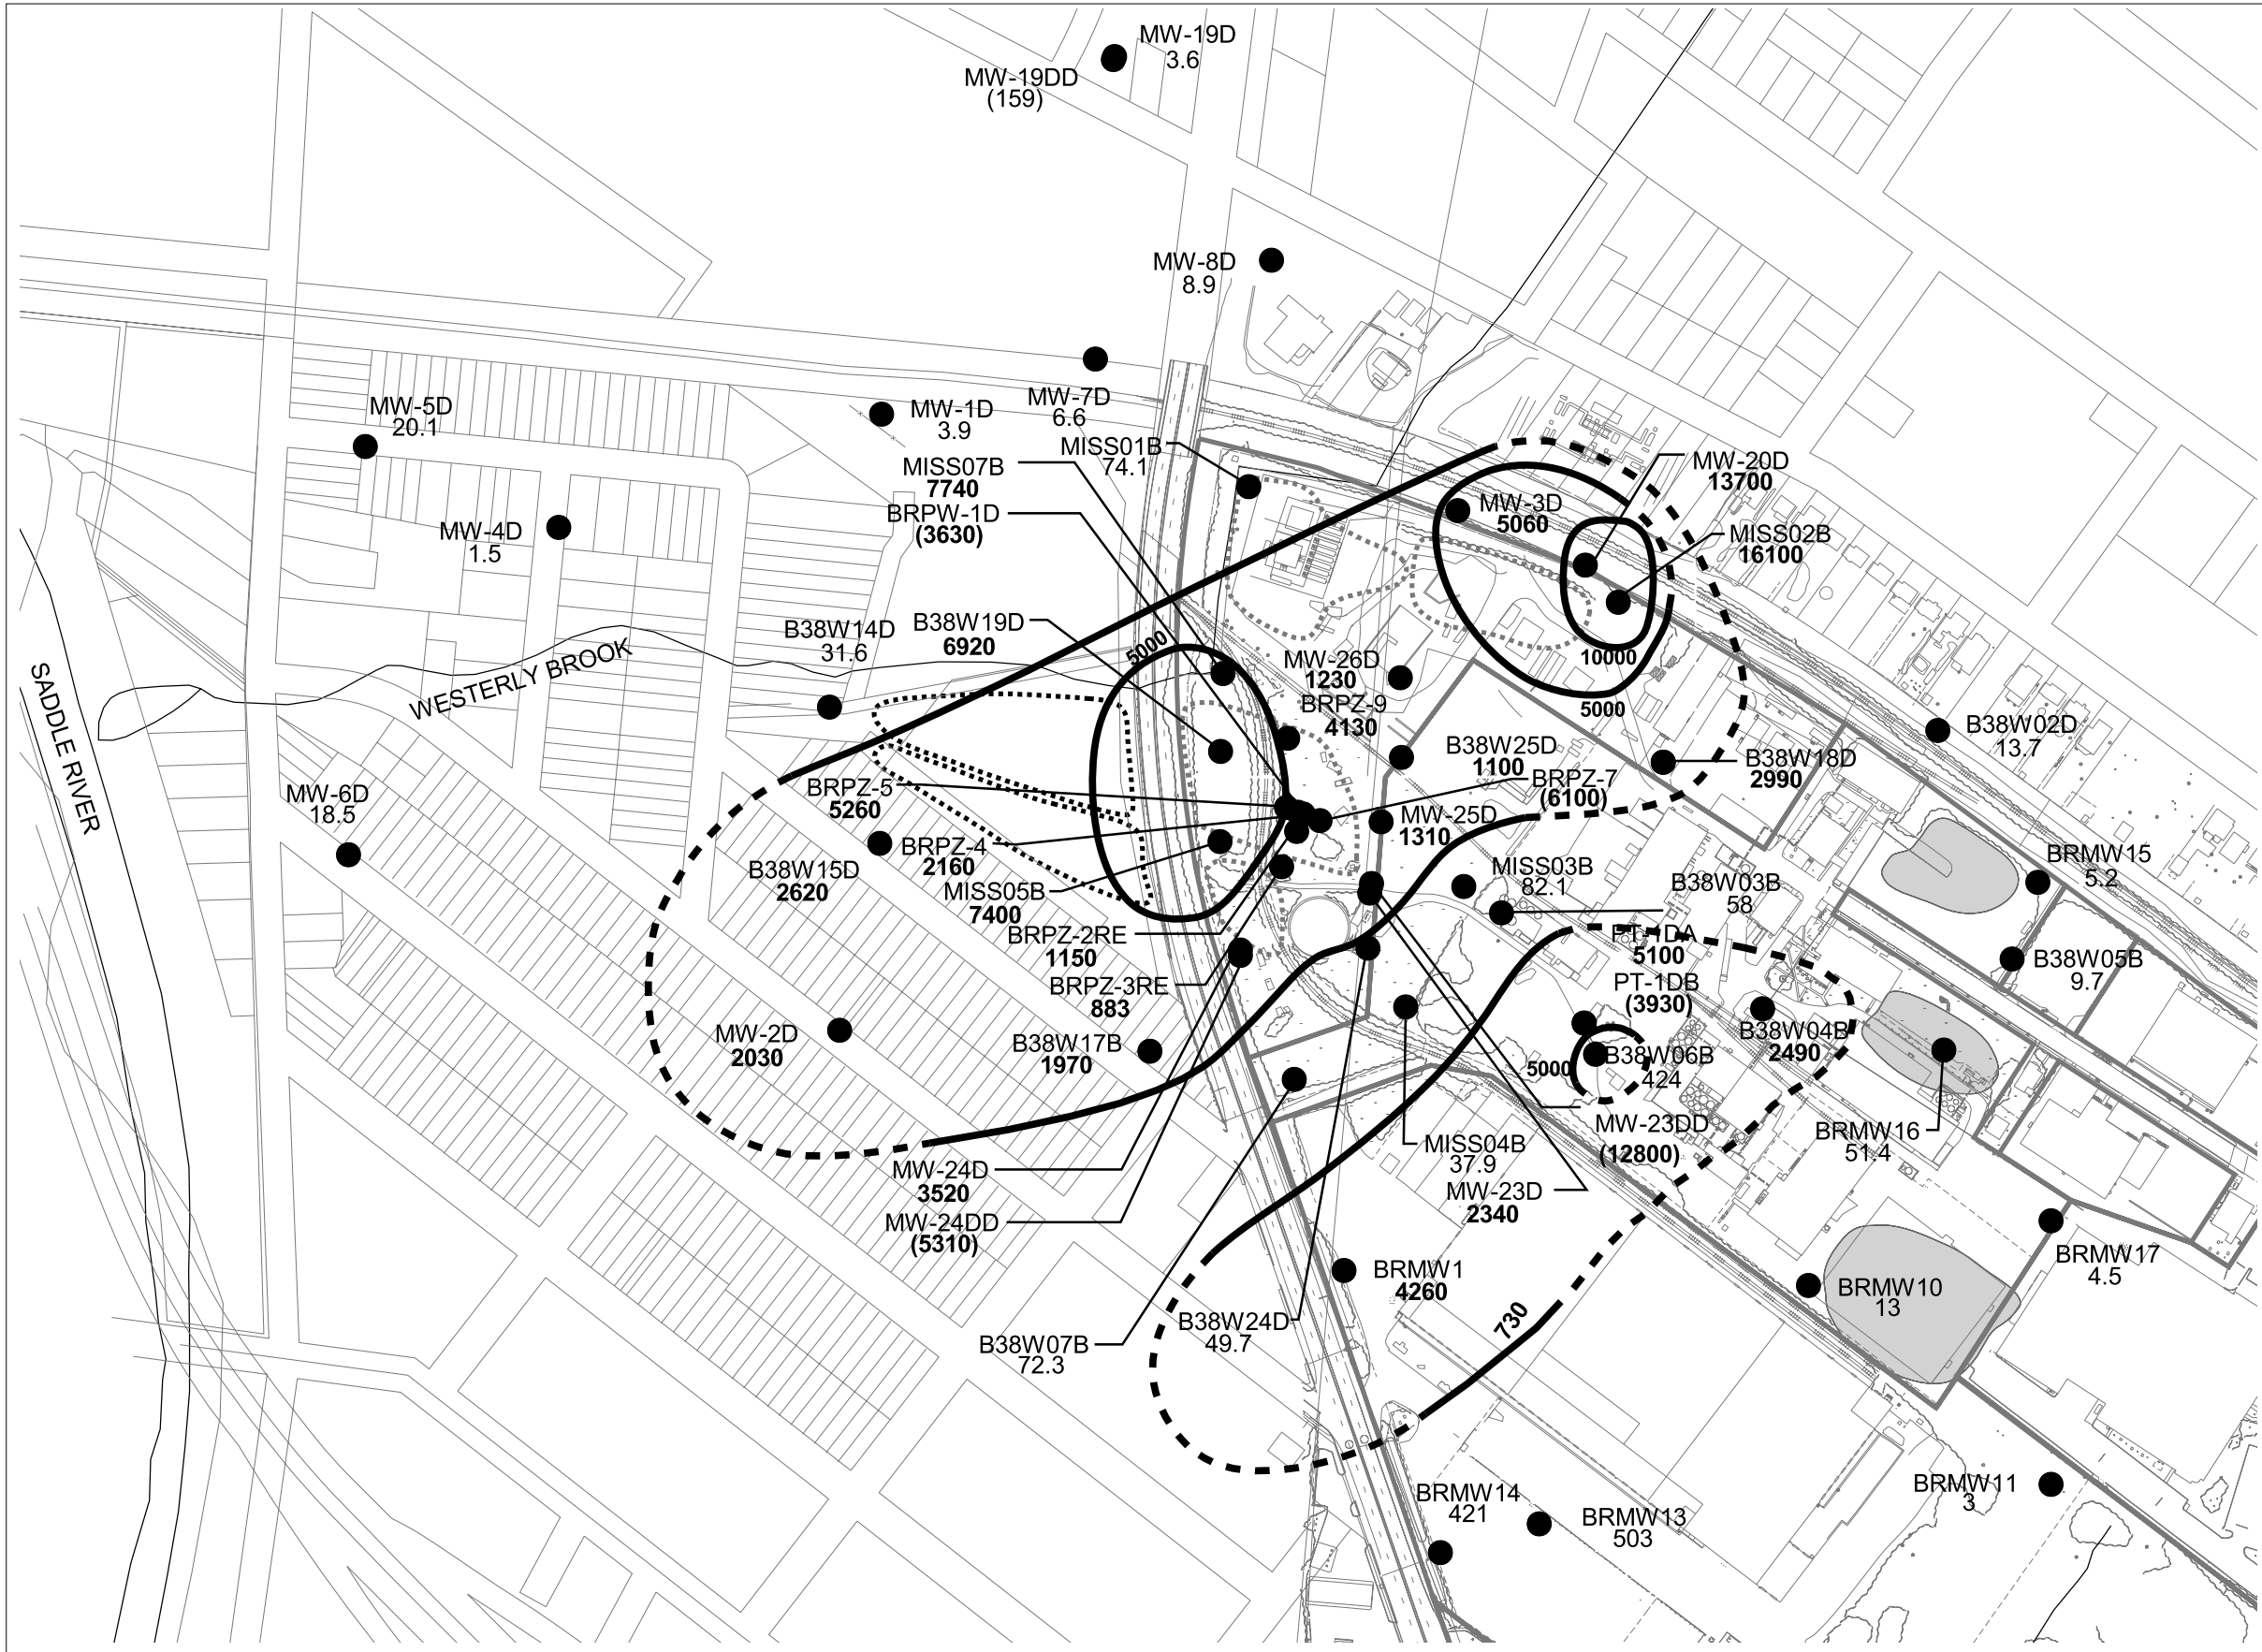 MW-19D
3.6
MW-19DD
(159)
MW-8D
8.9
MW-7D
6.6
MW-5D
20.1
MW-1D
3.9
MISS01B
74.1
MISS07B
7740
BRPW-1D
(3630)
MW-4D
1.5
MW-3D
5060
MW-20D
13700
MISS02B
16100
10000
5000
B38W14D
31.6
B38W19D
6920
5000
WESTERLY BROOK
SADDLE RIVER
MW-26D
1230
BRPZ-9
4130
B38W25D
1100
BRPZ-7
(6100)
B38W18D
2990
B38W02D
13.7
MW-6D
18.5
BRPZ-5
5260
MW-25D
1310
BRPZ-4
2160
B38W15D
2620
MISS05B
7400
MISS03B
82.1
B38W03B
58
BRMW15
5.2
BRPZ-2RE
1150
PT-1DA
5100
PT-1DB
(3930)
B38W05B
9.7
BRPZ-3RE
883
MW-2D
2030
B38W17B
1970
B38W04B
2490
5000
B38W06B
424
MW-23DD
(12800)
BRMW16
51.4
MISS04B
37.9
MW-23D
2340
MW-24D
3520
MW-24DD
(5310)
BRMW17
4.5
BRMW1
4260
BRMW10
13
B38W24D
49.7
730
B38W07B
72.3
BRMW14
421
BRMW13
503
BRMW11
3